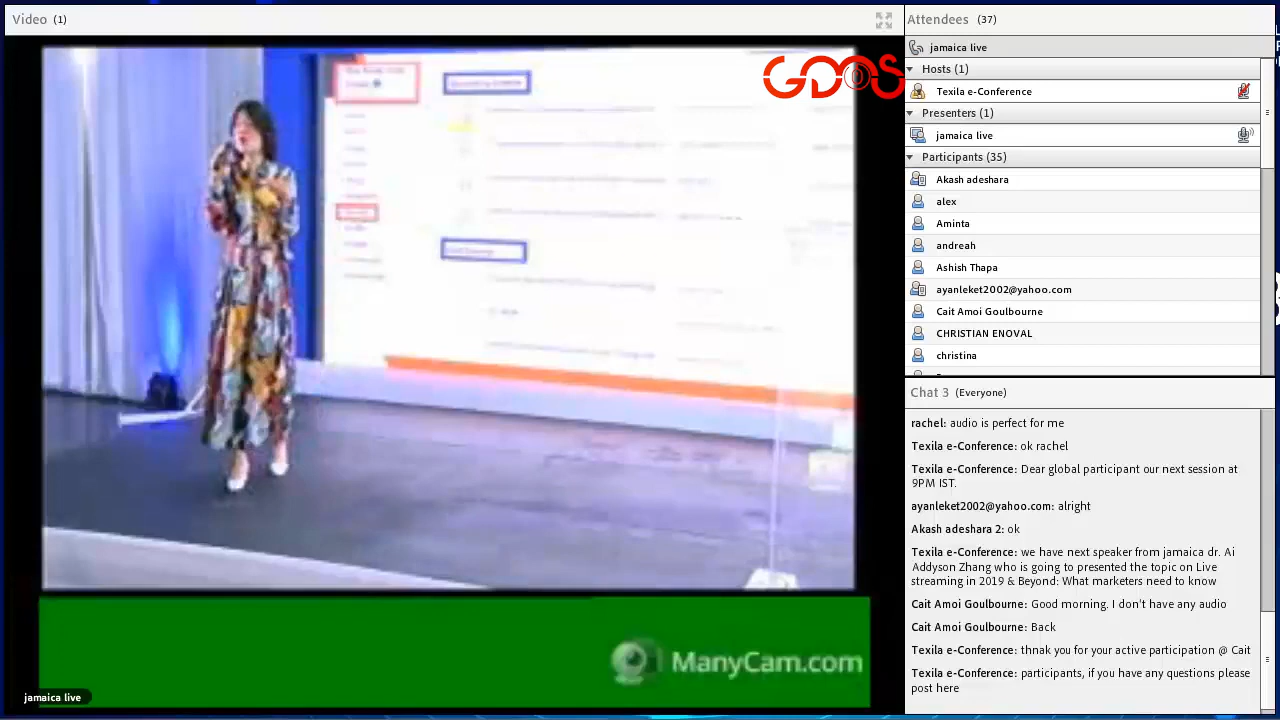 Video (1)
GDOS
ManyCam.com
jamaica live
Attendees (37)
jamaica live
Hosts (1)
Texila e-Conference
Presenters (1)
jamaica live
Participants (35)
Akash adeshara
alex
Aminta
andreah
Ashish Thapa
ayanleket2002@yahoo.com
Cait Amoi Goulbourne
CHRISTIAN ENOVAL
christina
Chat 3 (Everyone)
rachel: audio is perfect for me
Texila e-Conference: ok rachel
Texila e-Conference: Dear global participant our next session at
9PM IST.
ayanleket2002@yahoo.com: alright
Akash adeshara 2: ok
Texila e-Conference: we have next speaker from jamaica dr. Ai
Addyson Zhang who is going to presented the topic on Live
streaming in 2019 & Beyond: What marketers need to know
Cait Amoi Goulbourne: Good morning. I don't have any audio
Cait Amoi Goulbourne: Back
Texila e-Conference: thnak you for your active participation @ Cait
Texila e-Conference: participants, if you have any questions please
post here